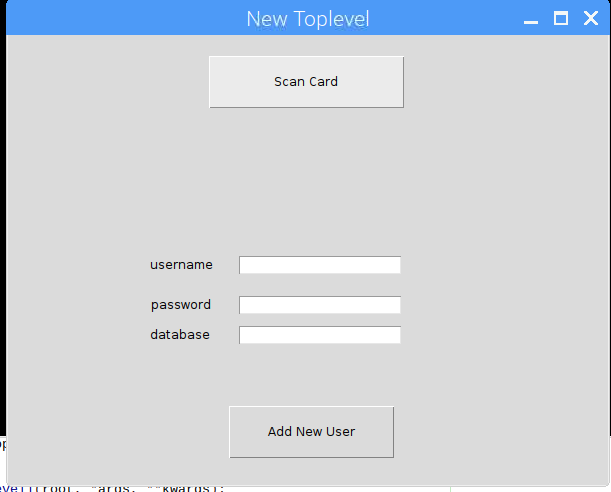 New Toplevel
Scan Card
username
password
database
Add New User